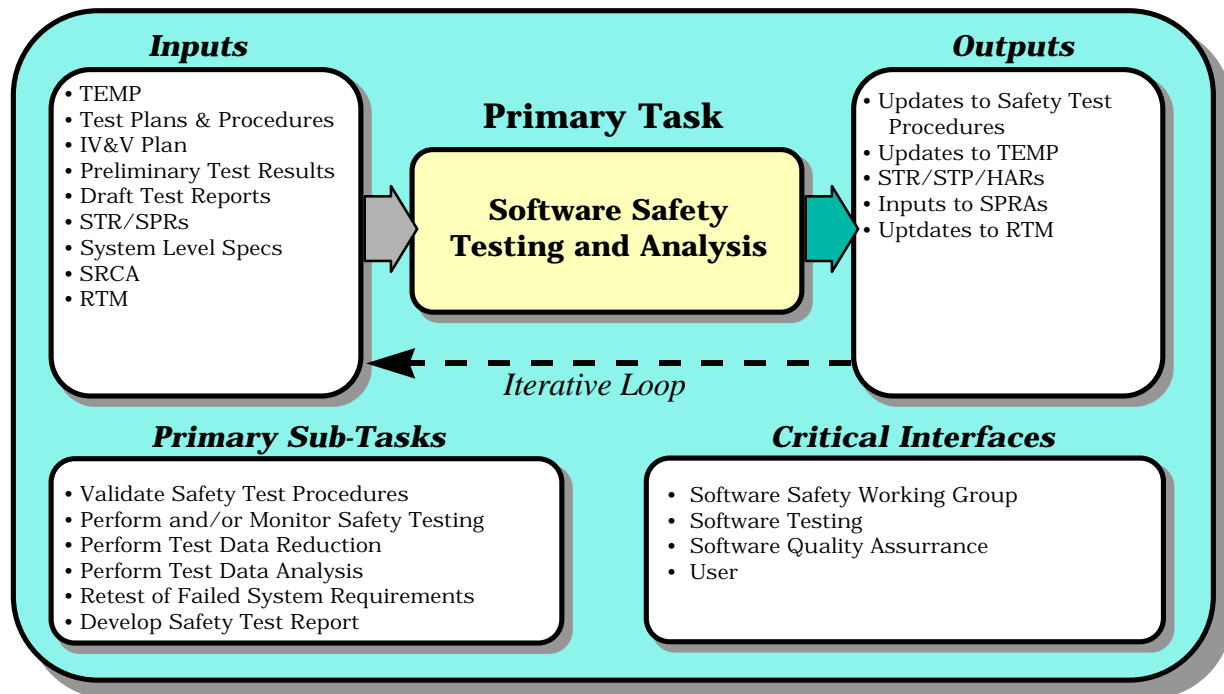 Inputs
• TEMP
• Test Plans & Procedures
• IV&V Plan
• Preliminary Test Results
• Draft Test Reports
• STR/SPRs
• System Level Specs
• SRCA
• RTM
Primary Task
Software Safety
Testing and Analysis
Outputs
• Updates to Safety Test
Procedures
• Updates to TEMP
• STR/STP/HARs
• Inputs to SPRAs
• Uptdates to RTM
Iterative Loop
Primary Sub-Tasks
• Validate Safety Test Procedures
• Perform and/or Monitor Safety Testing
• Perform Test Data Reduction
• Perform Test Data Analysis
• Retest of Failed System Requirements
• Develop Safety Test Report
Critical Interfaces
• Software Safety Working Group
• Software Testing
• Software Quality Assurrance
• User